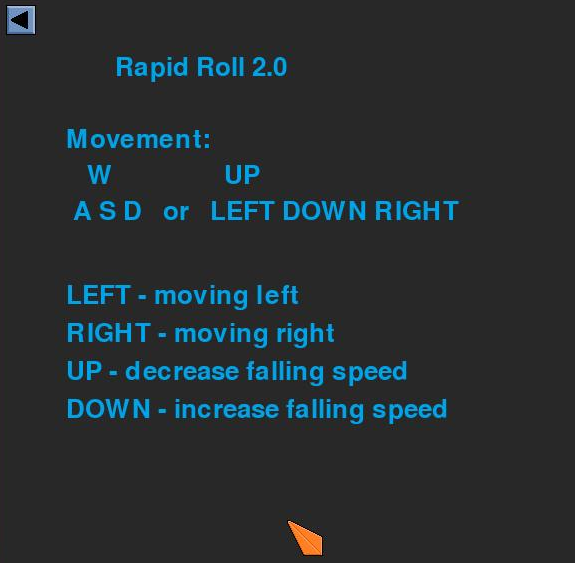 Rapid Roll 2.0
Movement:
W UP
A S D or LEFT DOWN RIGHT
LEFT - moving left
RIGHT - moving right
UP - decrease falling speed
DOWN - increase falling speed